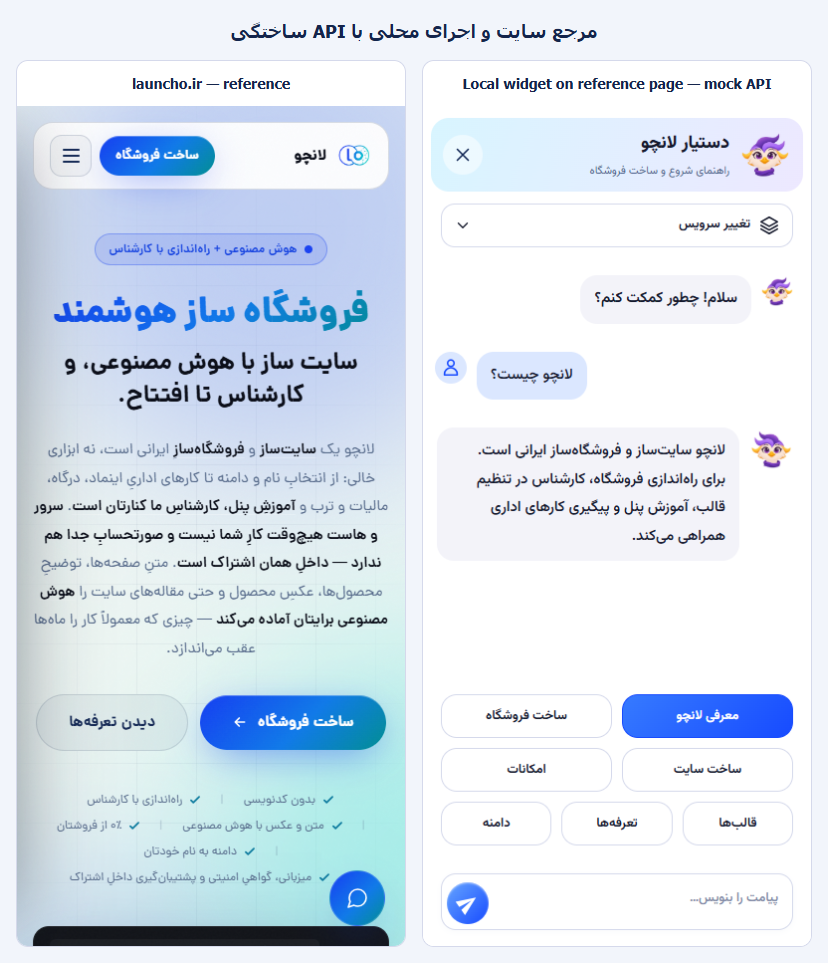 مرجع سایت و اجرای محلی با API ساختگی
launcho.ir — reference
لانچو
ساخت فروشگاه
هوش مصنوعی + راه‌اندازی با کارشناس
فروشگاه ساز هوشمند
سایت ساز با هوش مصنوعی، و
کارشناس تا افتتاح.
لانچو یک سایت‌ساز و فروشگاه‌ساز ایرانی است، نه ابزاری
خالی: از انتخابِ نام و دامنه تا کارهای اداریِ اینماد، درگاه،
مالیات و ترب و آموزشِ پنل، کارشناسِ ما کنارتان است. سرور
و هاست هیچ‌وقت کارِ شما نیست و صورتحسابِ جدا هم
ندارد — داخلِ همان اشتراک است. متنِ صفحه‌ها، توضیحِ
محصول‌ها، عکسِ محصول و حتی مقاله‌های سایت را هوش
مصنوعی برایتان آماده می‌کند — چیزی که معمولاً کار را ماه‌ها
عقب می‌اندازد.
ساخت فروشگاه ←
دیدن تعرفه‌ها
✓ بدون کدنویسی | ✓ راه‌اندازی با کارشناس
| ✓ متن و عکس با هوش مصنوعی | ✓ ۰٪ از فروشتان
| ✓ دامنه به نام خودتان
✓ میزبانی، گواهیِ امنیتی و پشتیبان‌گیری داخلِ اشتراک
Local widget on reference page — mock API
دستیار لانچو
راهنمای شروع و ساخت فروشگاه
تغییر سرویس
سلام! چطور کمکت کنم؟
لانچو چیست؟
لانچو سایت‌ساز و فروشگاه‌ساز ایرانی است.
برای راه‌اندازی فروشگاه، کارشناس در تنظیم
قالب، آموزش پنل و پیگیری کارهای اداری
همراهی می‌کند.
معرفی لانچو
ساخت فروشگاه
ساخت سایت
امکانات
قالب‌ها
تعرفه‌ها
دامنه
پیامت را بنویس...